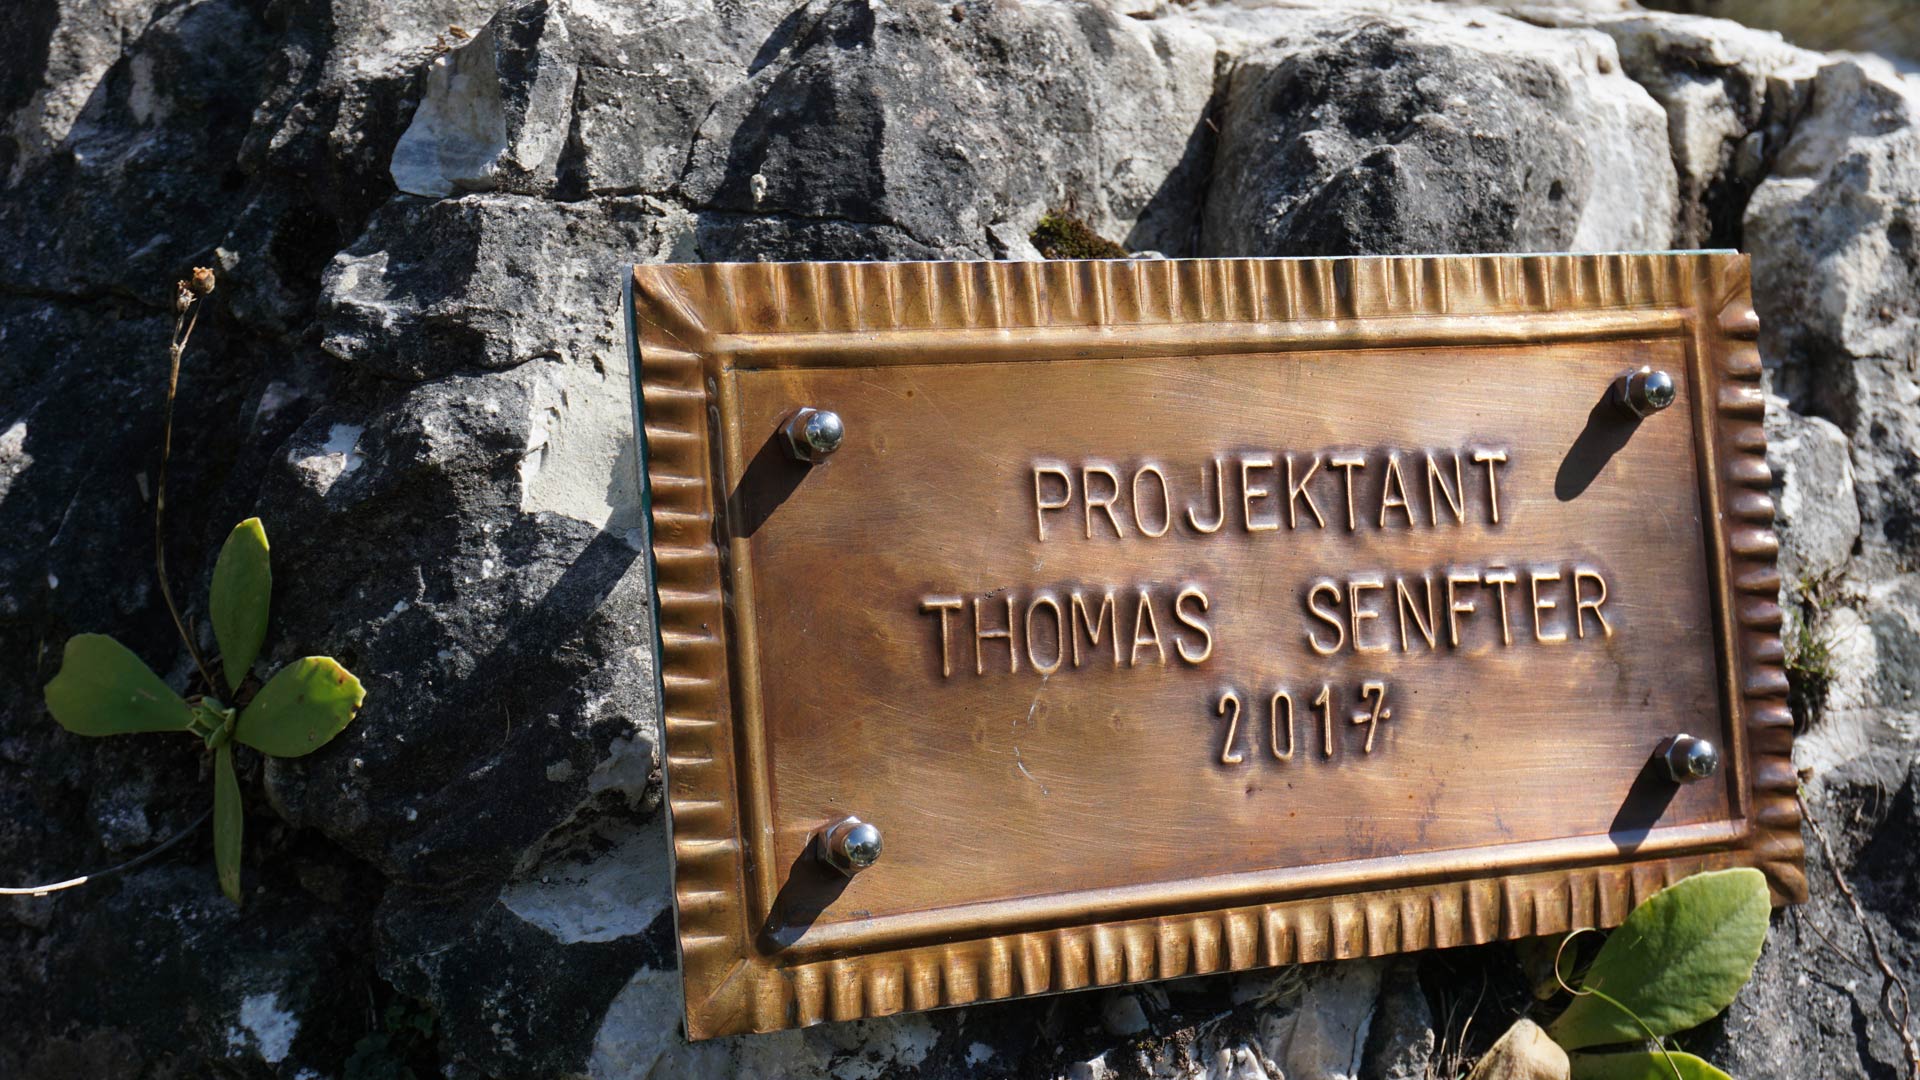 PROJEKTANT
THOMAS SENFTER
2017